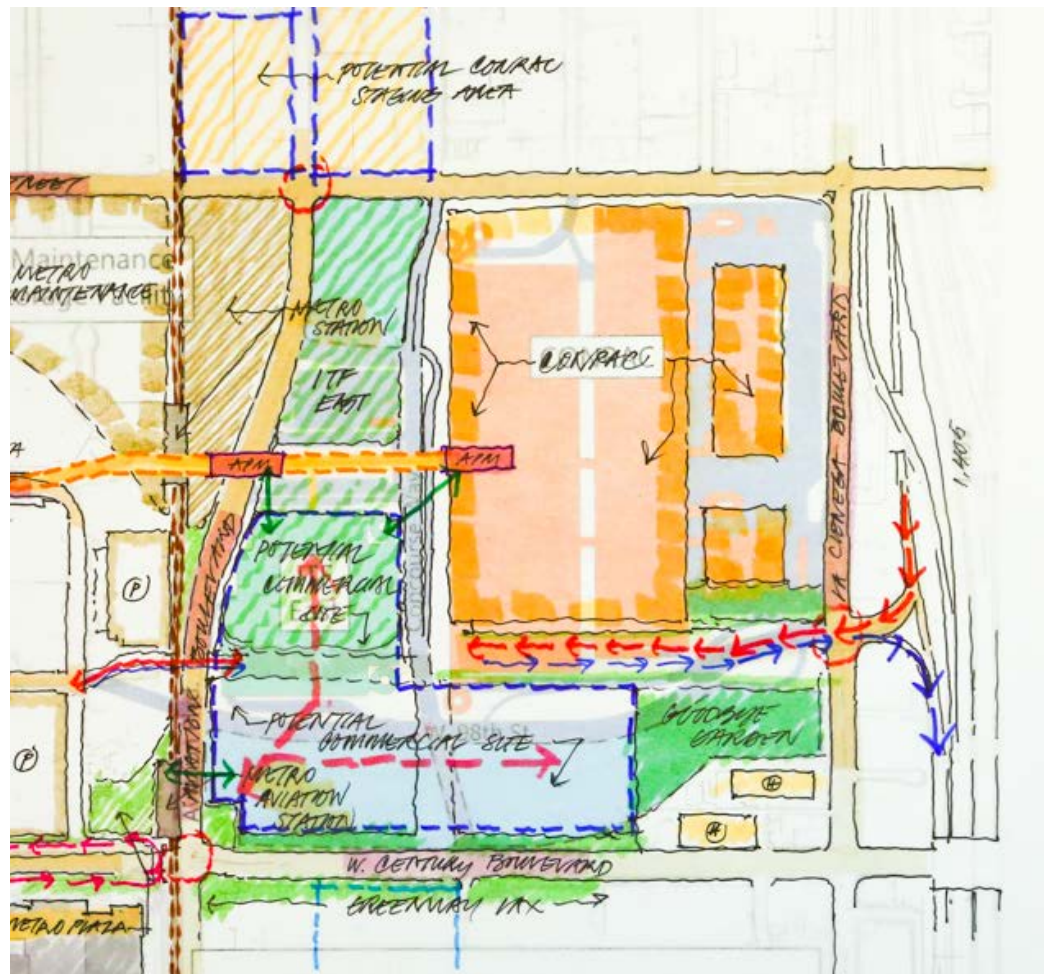 POTENTIAL CONRAC
STAGING AREA
STREET
Maintenance
METRO
MAINTENANCE
METRO
STATION
ITF
EAST
CONRAC
LA CIENEGA BOULEVARD
I-405
APM
APM
POTENTIAL
COMMERCIAL
SITE
Concourse Way
P
AVIATION BOULEVARD
POTENTIAL
COMMERCIAL SITE
W. 98th St
GOODBYE
GARDEN
METRO
AVIATION
STATION
P
H
H
W. CENTURY BOULEVARD
GREENWAY LAX
METRO PLAZA